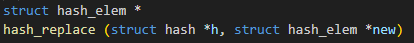 struct hash_elem *
hash_replace (struct hash *h, struct hash_elem *new)